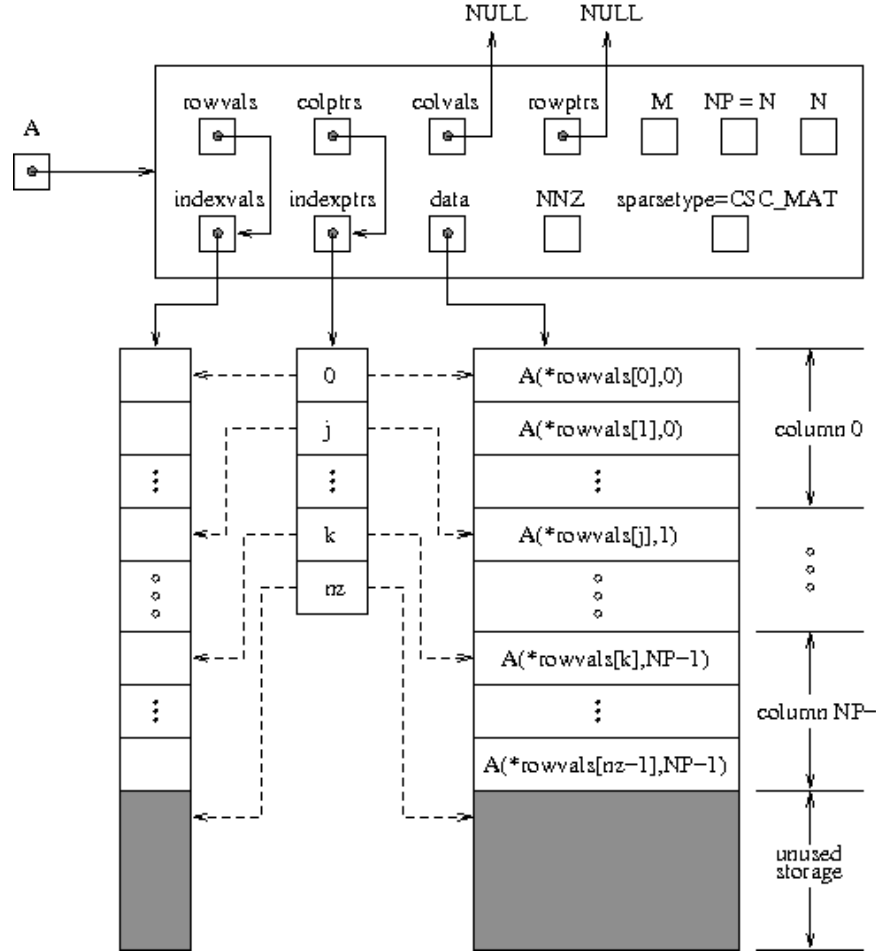 NULL NULL
rowvals colptrs colvals rowptrs M NP = N N
A
indexvals indexptrs data NNZ sparsetype=CSC_MAT
0 A(*rowvals[0],0)
j A(*rowvals[1],0) column 0
k A(*rowvals[j],1)
nz
A(*rowvals[k],NP−1)
column NP−
A(*rowvals[nz−1],NP−1)
unused
storage